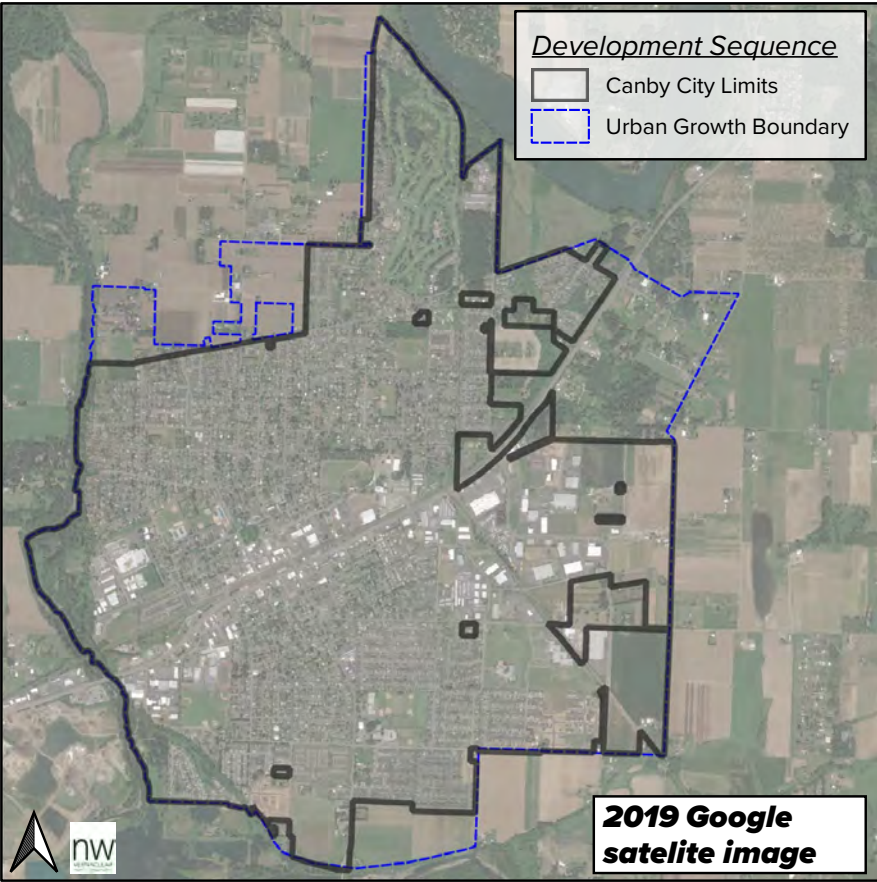 Development Sequence
Canby City Limits
Urban Growth Boundary
2019 Google
satelite image
nw